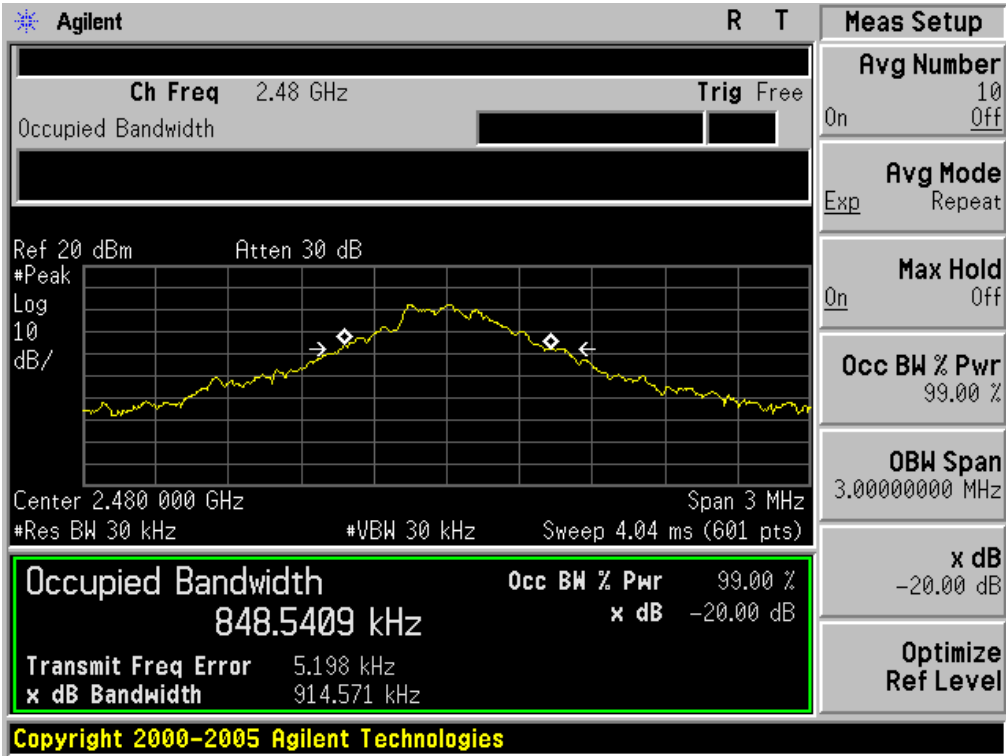 Agilent R T
Meas Setup
Ch Freq 2.48 GHz Trig Free
Occupied Bandwidth
Ref 20 dBm Atten 30 dB
#Peak
Log
10
dB/
Center 2.480 000 GHz Span 3 MHz
#Res BW 30 kHz #VBW 30 kHz Sweep 4.04 ms (601 pts)
Occupied Bandwidth
848.5409 kHz
Occ BW % Pwr 99.00 %
x dB -20.00 dB
Transmit Freq Error 5.198 kHz
x dB Bandwidth 914.571 kHz
Avg Number
10
On Off
Avg Mode
Exp Repeat
Max Hold
On Off
Occ BW % Pwr
99.00 %
OBW Span
3.00000000 MHz
x dB
-20.00 dB
Optimize
Ref Level
Copyright 2000-2005 Agilent Technologies